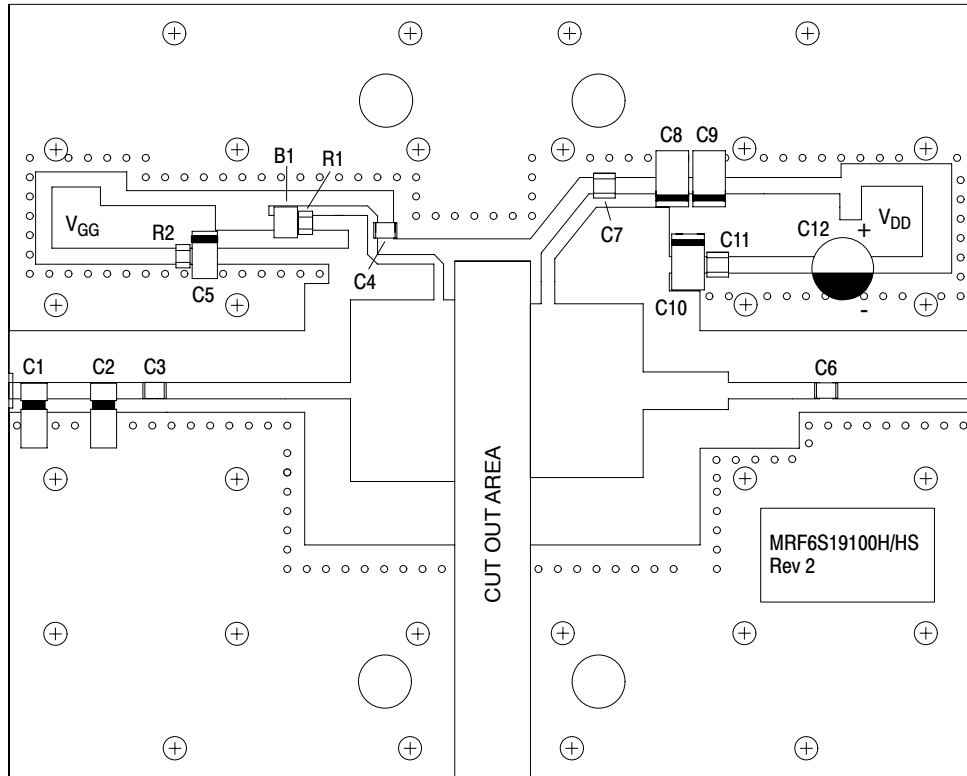 C8 C9
B1
R1
VGG
R2
C5
C4
C7
VDD
C12
+
C11
C10
-
C1
C2
C3
C6
CUT OUT AREA
MRF6S19100H/HS
Rev 2